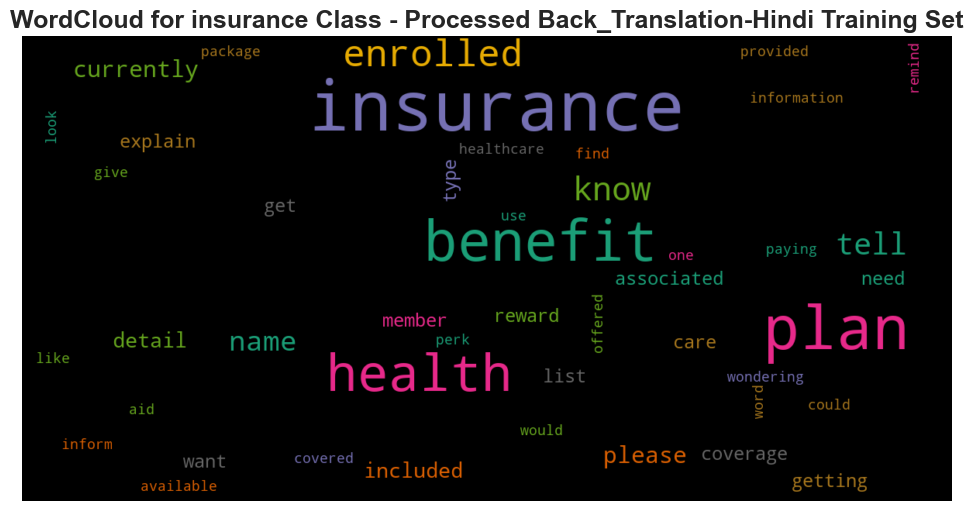 WordCloud for insurance Class - Processed Back_Translation-Hindi Training Set
package
enrolled
provided
remind
currently
insurance
information
look
explain
healthcare
find
give
type
know
get
use
benefit
tell
one
paying
associated
need
member
reward
offered
plan
detail
name
perk
care
like
health
list
wondering
aid
word
could
inform
would
want
covered
included
please
coverage
available
getting